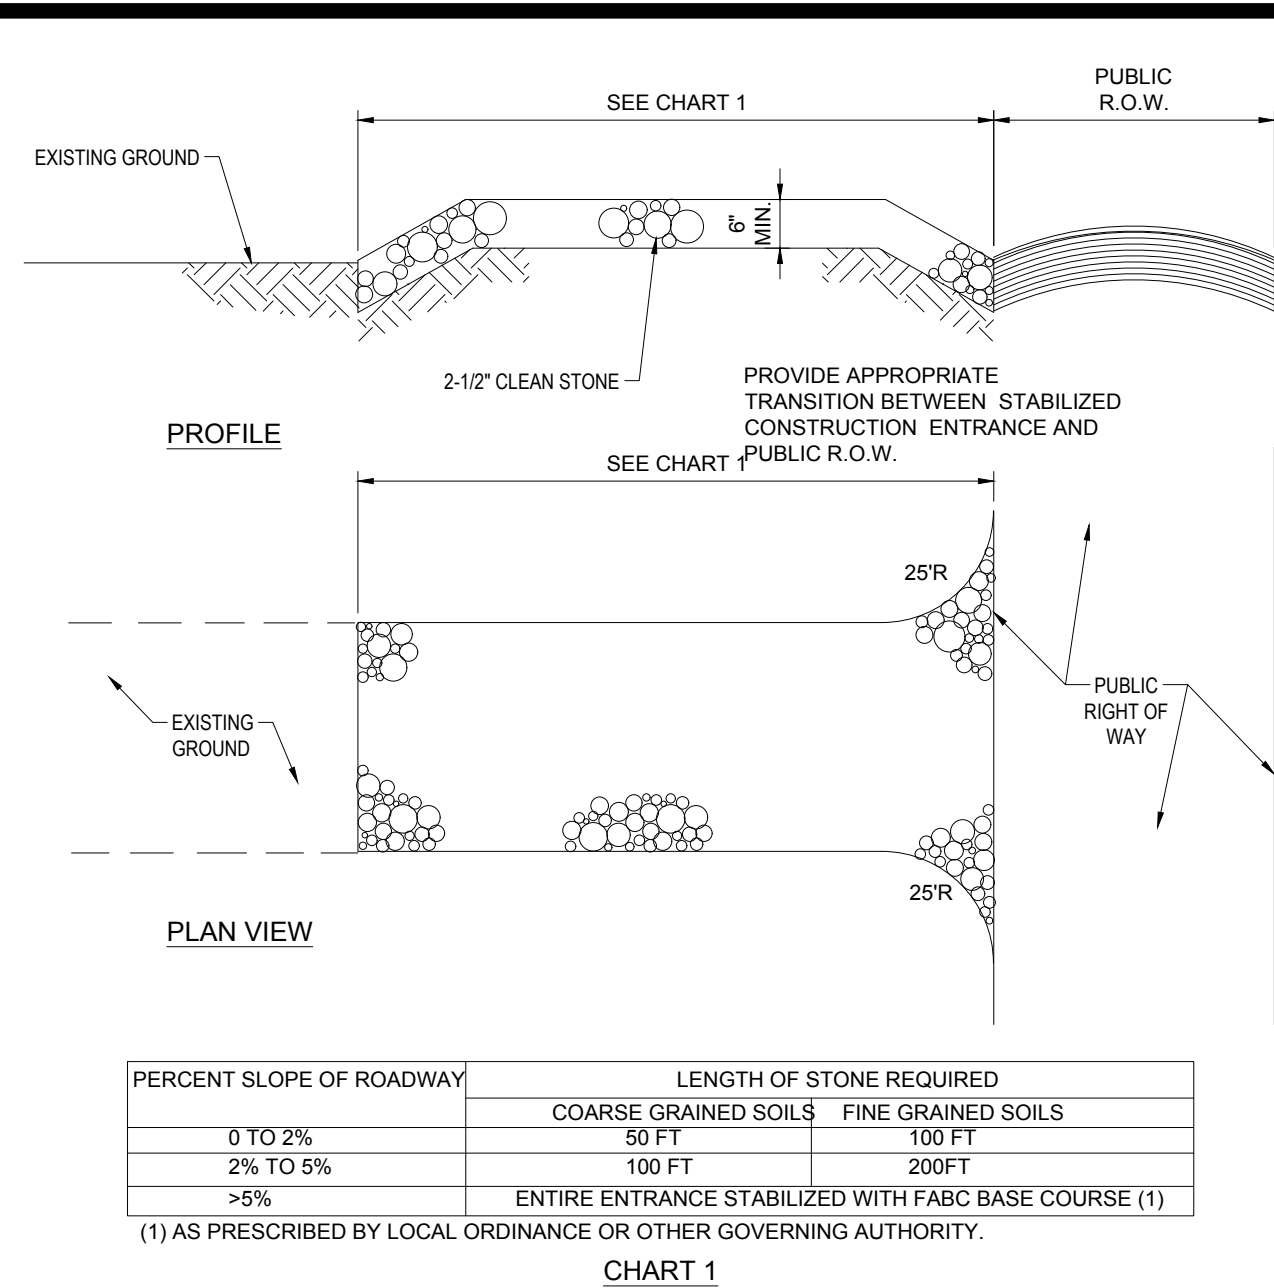 PUBLIC
R.O.W.
SEE CHART 1
EXISTING GROUND
6"
MIN.
2-1/2" CLEAN STONE
PROVIDE APPROPRIATE
TRANSITION BETWEEN STABILIZED
CONSTRUCTION ENTRANCE AND
PUBLIC R.O.W.
PROFILE
SEE CHART 1
25'R
EXISTING
GROUND
PUBLIC
RIGHT OF
WAY
25'R
PLAN VIEW
PERCENT SLOPE OF ROADWAY LENGTH OF STONE REQUIRED
COARSE GRAINED SOILS FINE GRAINED SOILS
0 TO 2% 50 FT 100 FT
2% TO 5% 100 FT 200FT
>5% ENTIRE ENTRANCE STABILIZED WITH FABC BASE COURSE (1)
(1) AS PRESCRIBED BY LOCAL ORDINANCE OR OTHER GOVERNING AUTHORITY.
CHART 1